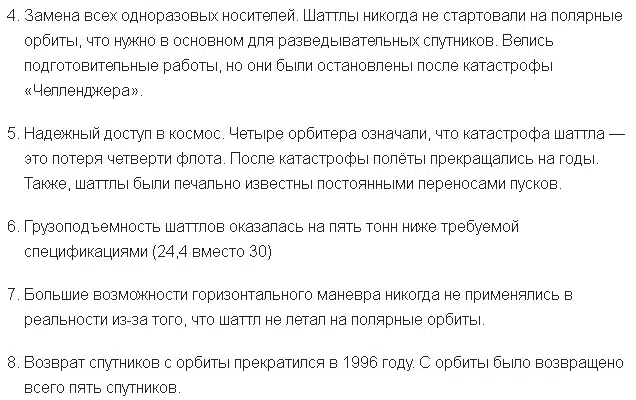 4. Замена всех одноразовых носителей. Шаттлы никогда не стартовали на полярные
орбиты, что нужно в основном для разведывательных спутников. Велись
подготовительные работы, но они были остановлены после катастрофы
«Челленджера».
5. Надежный доступ в космос. Четыре орбитера означали, что катастрофа шаттла —
это потеря четверти флота. После катастрофы полёты прекращались на годы.
Также, шаттлы были печально известны постоянными переносами пусков.
6. Грузоподъемность шаттлов оказалась на пять тонн ниже требуемой
спецификациями (24,4 вместо 30)
7. Большие возможности горизонтального маневра никогда не применялись в
реальности из-за того, что шаттл не летал на полярные орбиты.
8. Возврат спутников с орбиты прекратился в 1996 году. С орбиты было возвращено
всего пять спутников.